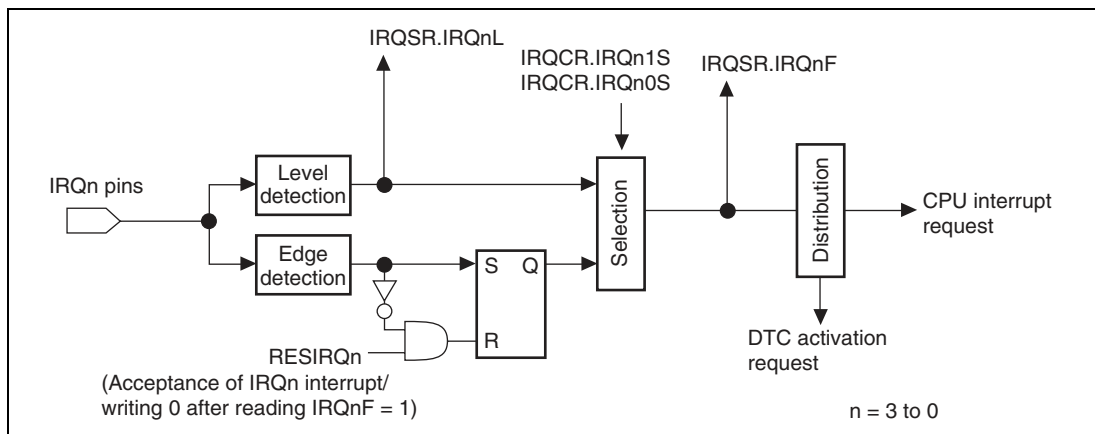 IRQSR.IRQnL
IRQCR.IRQn1S
IRQCR.IRQn0S
IRQSR.IRQnF
IRQn pins
Level
detection
Edge
detection
S Q
R
Selection
Distribution
CPU interrupt
request
DTC activation
request
RESIRQn
(Acceptance of IRQn interrupt/
writing 0 after reading IRQnF = 1)
n = 3 to 0